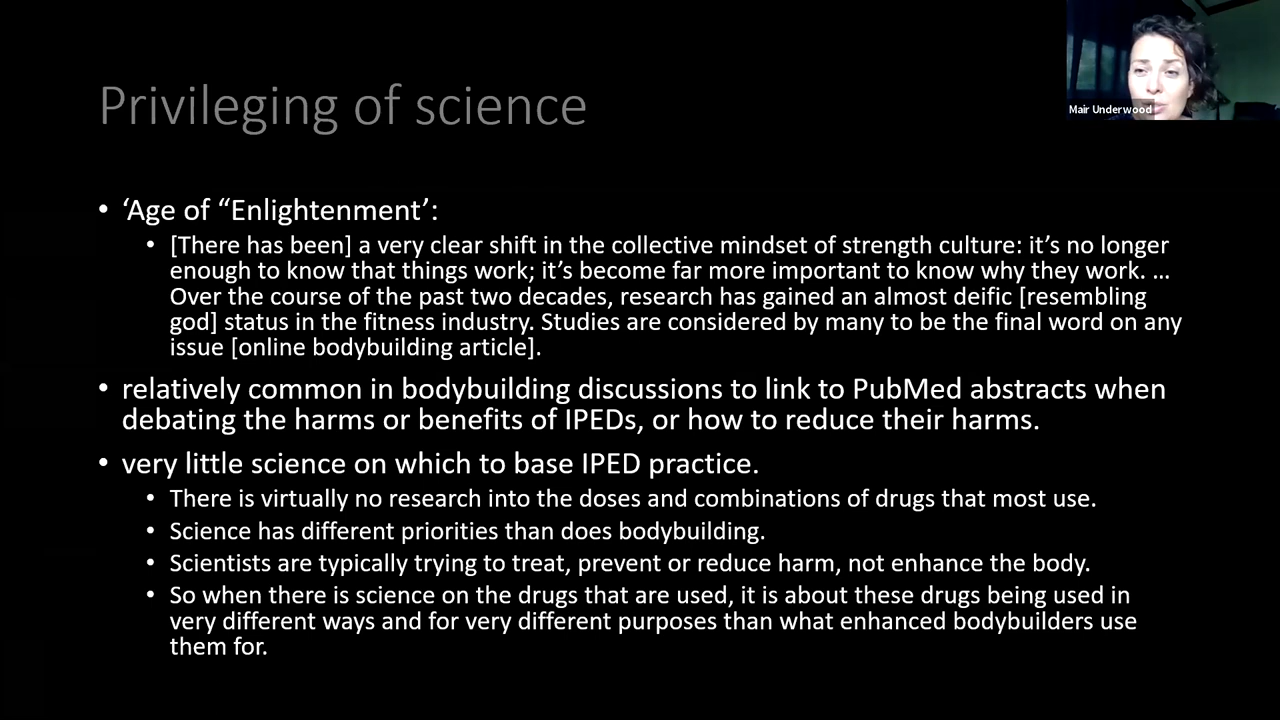 Privileging of science
Mair Underwood
• ‘Age of “Enlightenment’:
• [There has been] a very clear shift in the collective mindset of strength culture: it’s no longer
enough to know that things work; it’s become far more important to know why they work. …
Over the course of the past two decades, research has gained an almost deific [resembling
god] status in the fitness industry. Studies are considered by many to be the final word on any
issue [online bodybuilding article].
• relatively common in bodybuilding discussions to link to PubMed abstracts when
debating the harms or benefits of IPEDs, or how to reduce their harms.
• very little science on which to base IPED practice.
• There is virtually no research into the doses and combinations of drugs that most use.
• Science has different priorities than does bodybuilding.
• Scientists are typically trying to treat, prevent or reduce harm, not enhance the body.
• So when there is science on the drugs that are used, it is about these drugs being used in
very different ways and for very different purposes than what enhanced bodybuilders use
them for.